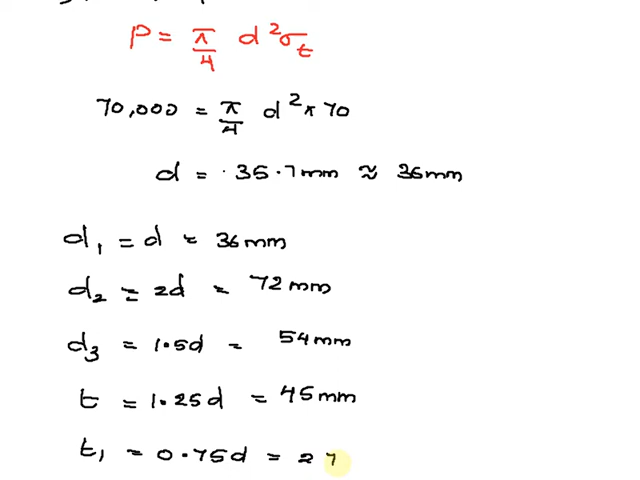 P = π/4 d²σt
70,000 = π/4 d² × 70
d = 35.7mm ≈ 36mm
d₁ = d = 36mm
d₂ = 2d = 72mm
d₃ = 1.5d = 54mm
t = 1.25d = 45mm
t₁ = 0.75d = 27